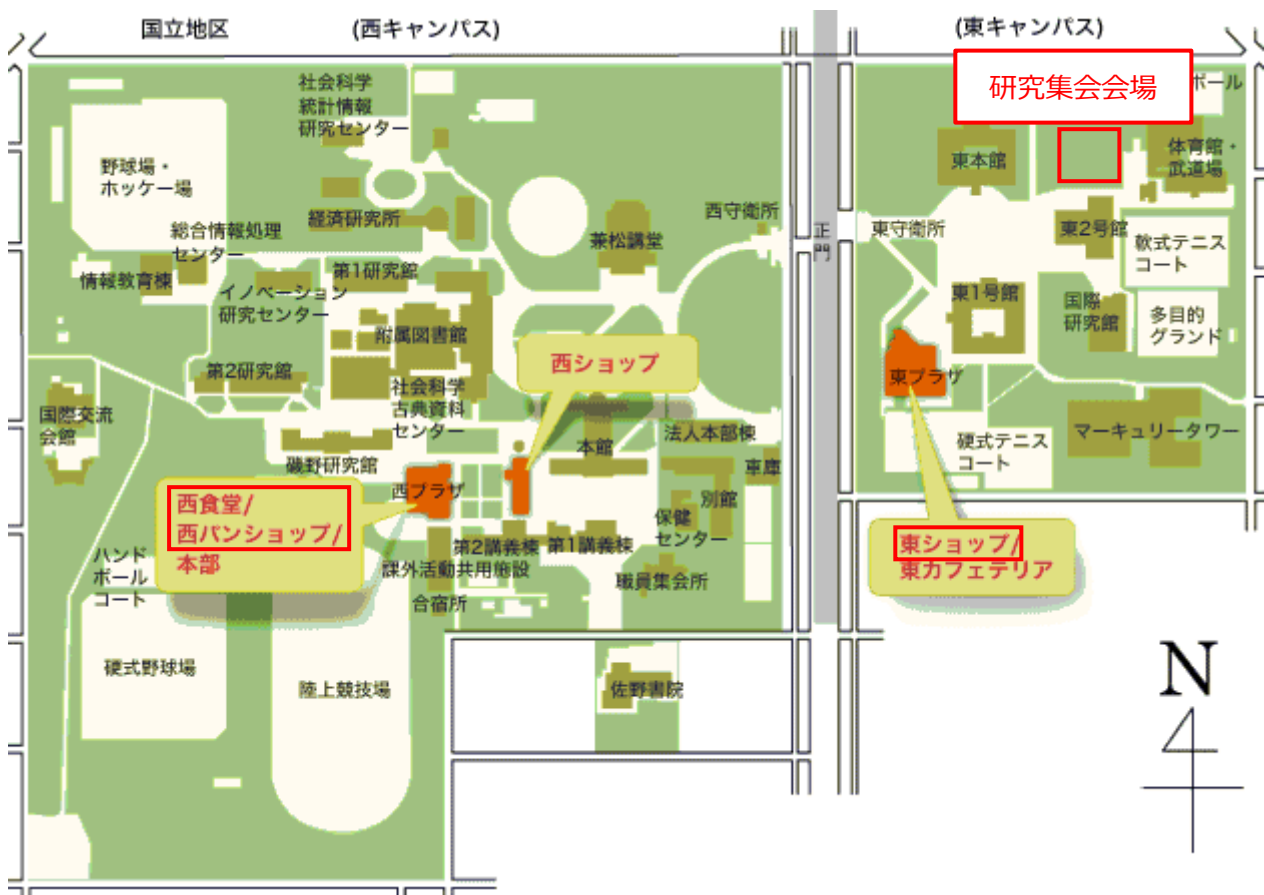 国立地区
(西キャンパス)
(東キャンパス)
研究集会会場
ボール
社会科学
統計情報
研究センター
野球場・
ホッケー場
経済研究所
総合情報処理
センター
情報教育棟
イノベーション
研究センター
第1研究館
兼松講堂
西守衛所
正門
附属図書館
西ショップ
第2研究館
社会科学
古典資料
センター
国際交流
会館
磯野研究館
本館
法人本部棟
車庫
別館
保健
センター
西プラザ
西食堂/
西パンショップ/
本部
第2講義棟
第1講義棟
課外活動共用施設
職員集会所
合宿所
ハンド
ボール
コート
硬式野球場
陸上競技場
佐野書院
東本館
体育館・
武道場
東守衛所
東2号館
軟式テニス
コート
東1号館
国際
研究館
多目的
グランド
東プラザ
硬式テニス
コート
マーキュリータワー
東ショップ/
東カフェテリア
N